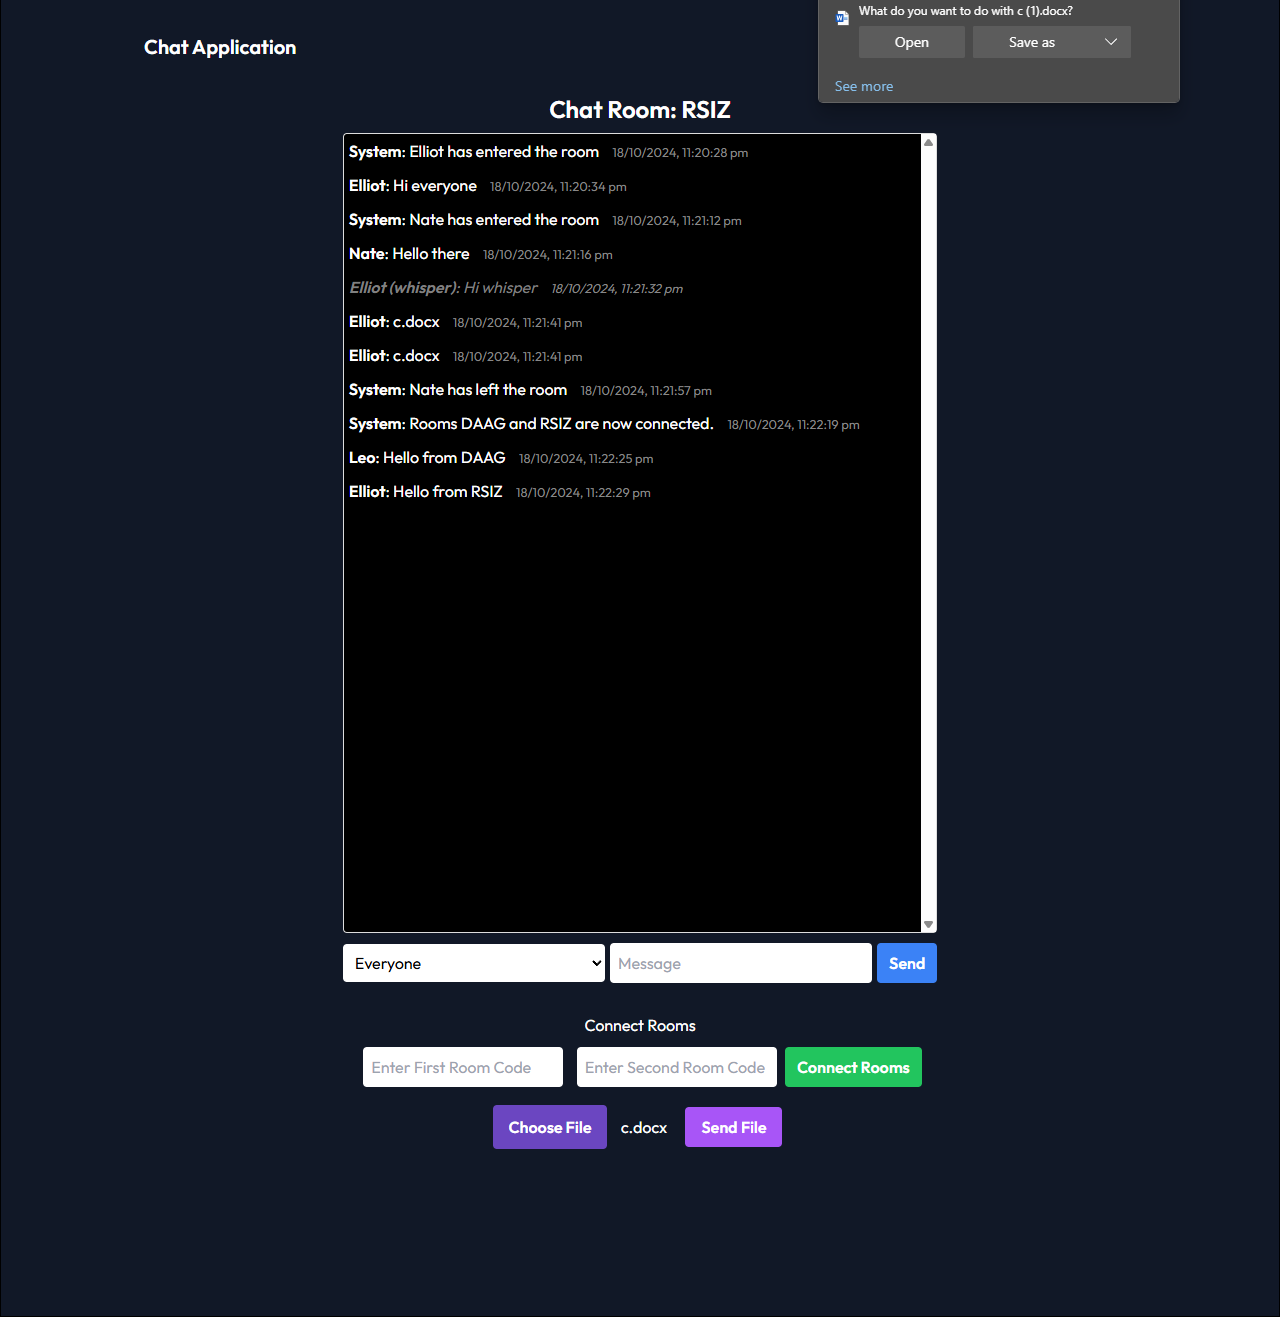 What do you want to do with c (1).docx?
Open
Save as
See more
Chat Application
Chat Room: RSIZ
System: Elliot has entered the room 18/10/2024, 11:20:28 pm
Elliot: Hi everyone 18/10/2024, 11:20:34 pm
System: Nate has entered the room 18/10/2024, 11:21:12 pm
Nate: Hello there 18/10/2024, 11:21:16 pm
Elliot (whisper): Hi whisper 18/10/2024, 11:21:32 pm
Elliot: c.docx 18/10/2024, 11:21:41 pm
Elliot: c.docx 18/10/2024, 11:21:41 pm
System: Nate has left the room 18/10/2024, 11:21:57 pm
System: Rooms DAAG and RSIZ are now connected. 18/10/2024, 11:22:19 pm
Leo: Hello from DAAG 18/10/2024, 11:22:25 pm
Elliot: Hello from RSIZ 18/10/2024, 11:22:29 pm
Everyone
Message
Send
Connect Rooms
Enter First Room Code
Enter Second Room Code
Connect Rooms
Choose File
c.docx
Send File